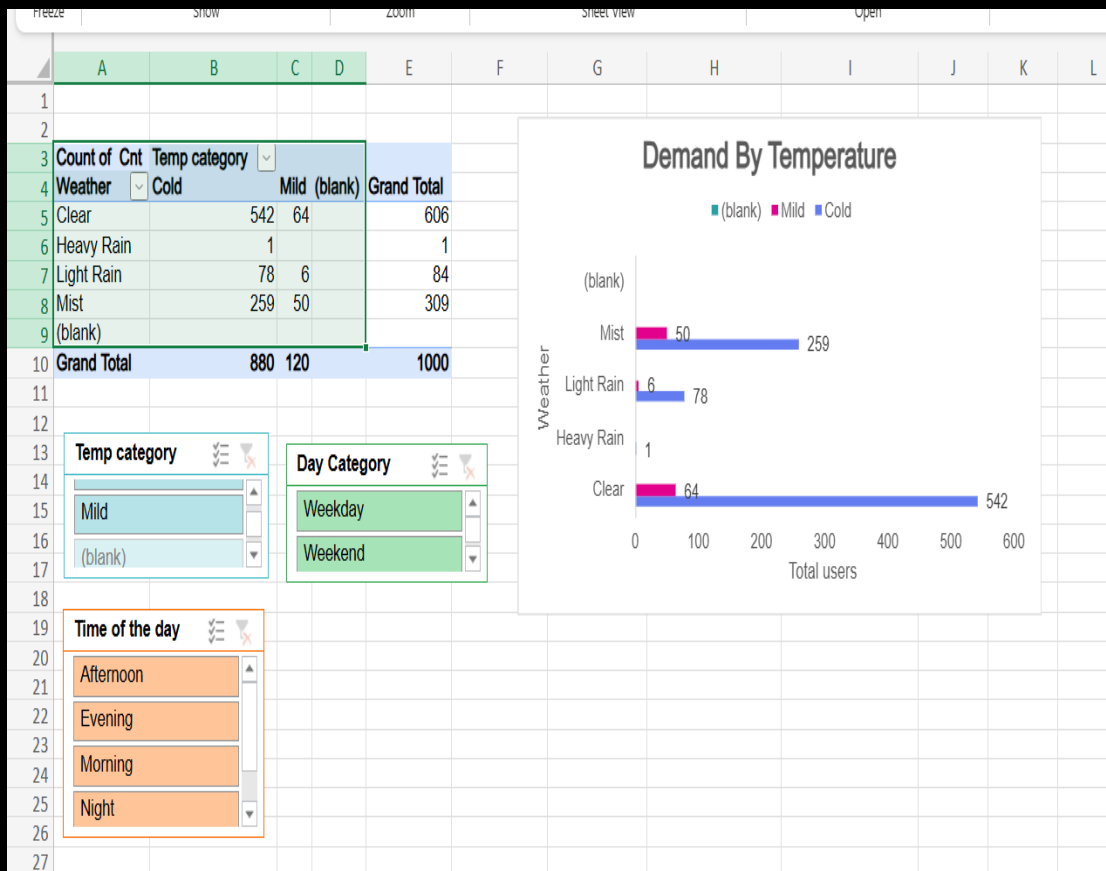 Freeze Show Zoom Sheet View Open
A B C D E F G H I J K L
1
2
3 Count of Cnt Temp category
4 Weather Cold Mild (blank) Grand Total
5 Clear 542 64 606
6 Heavy Rain 1 1
7 Light Rain 78 6 84
8 Mist 259 50 309
9 (blank)
10 Grand Total 880 120 1000
11
12
13
14
15
16
17
18
19
20
21
22
23
24
25
26
27
Temp category
Mild
(blank)
Day Category
Weekday
Weekend
Time of the day
Afternoon
Evening
Morning
Night
Demand By Temperature
(blank) Mild Cold
Weather
(blank)
Mist 50 259
Light Rain 6 78
Heavy Rain 1
Clear 64 542
0 100 200 300 400 500 600
Total users